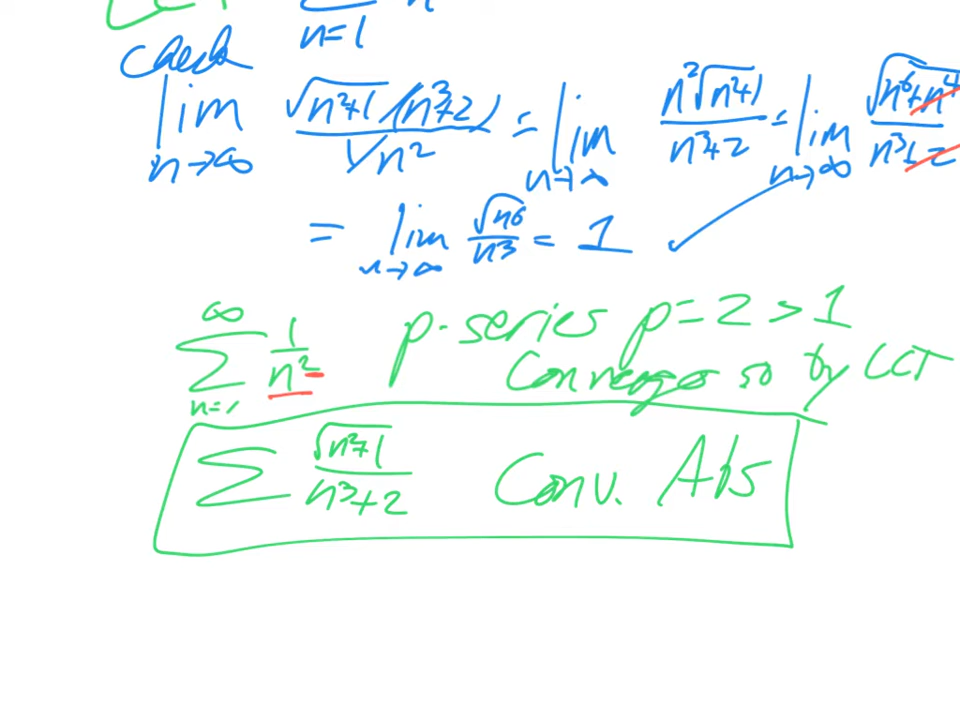 n=1
check
lim n→∞ √n²+1/(n³+2) / 1/n² = lim n→∞ n²√n²+1 / n³+2 = lim n→∞ √n⁶+n⁴ / n³+2
= lim n→∞ √n⁶ / n³ = 1 ✓
∞ Σ n=1 1/n² p-series p=2>1
Converges so by LCT
Σ √n²+1 / n³+2 Conv. Abs